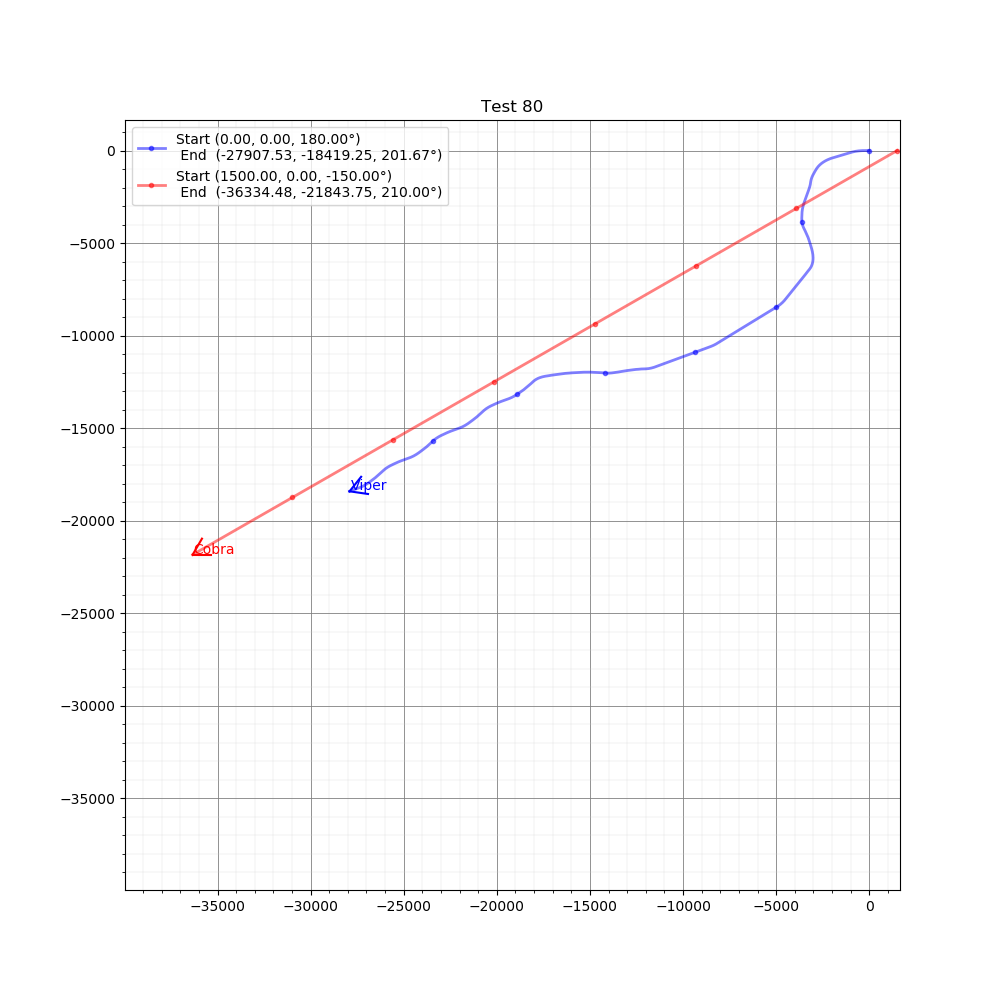 Test 80
Start (0.00, 0.00, 180.00°)
End  (-27907.53, -18419.25, 201.67°)
Start (1500.00, 0.00, -150.00°)
End  (-36334.48, -21843.75, 210.00°)
0
−5000
−10000
−15000
−20000
−25000
−30000
−35000
Viper
Cobra
−35000 −30000 −25000 −20000 −15000 −10000 −5000 0